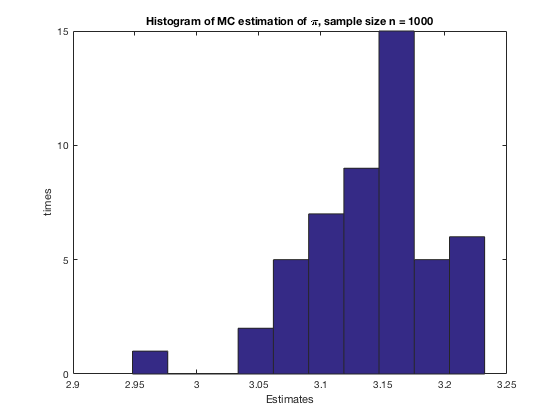 Histogram of MC estimation of π, sample size n = 1000
15
10
5
0
times
2.9 2.95 3 3.05 3.1 3.15 3.2 3.25
Estimates